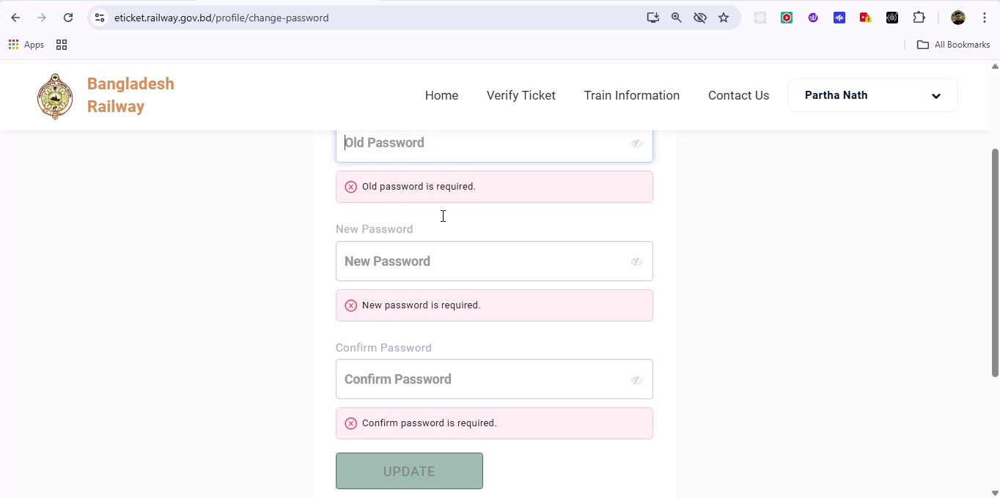 eticket.railway.gov.bd/profile/change-password
Apps
All Bookmarks
Bangladesh
Railway
Home
Verify Ticket
Train Information
Contact Us
Partha Nath
Old Password
Old password is required.
New Password
New Password
New password is required.
Confirm Password
Confirm Password
Confirm password is required.
UPDATE